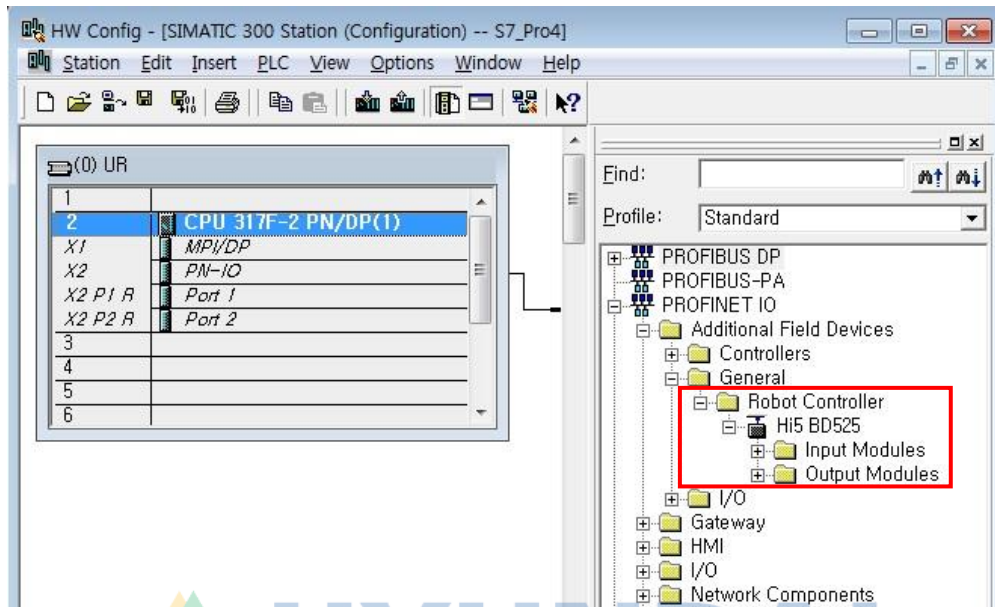 HW Config - [SIMATIC 300 Station (Configuration) -- S7_Pro4]
Station Edit Insert PLC View Options Window Help
(0) UR
1
2 CPU 317F-2 PN/DP(1)
X1 MPI/DP
X2 PN-IO
X2 P1 R Port 1
X2 P2 R Port 2
3
4
5
6
Find:
Profile: Standard
PROFIBUS DP
PROFIBUS-PA
PROFINET IO
Additional Field Devices
Controllers
General
Robot Controller
Hi5 BD525
Input Modules
Output Modules
I/O
Gateway
HMI
I/O
Network Components